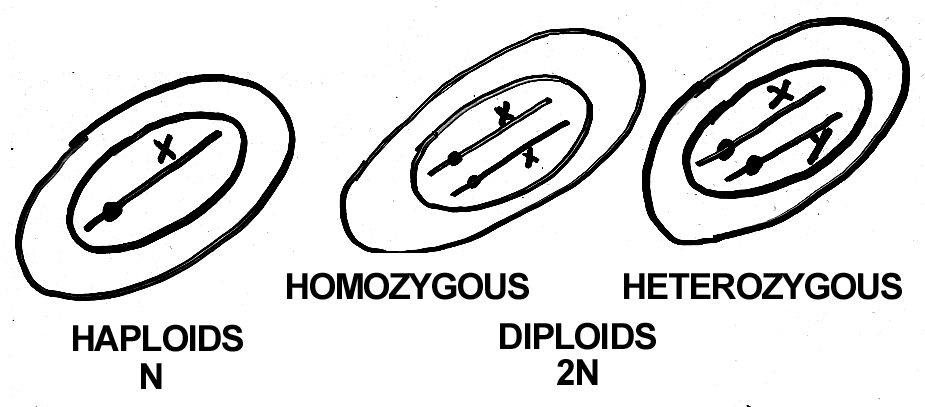 X
X
x
X
y
HOMOZYGOUS
HETEROZYGOUS
HAPLOIDS
N
DIPLOIDS
2N